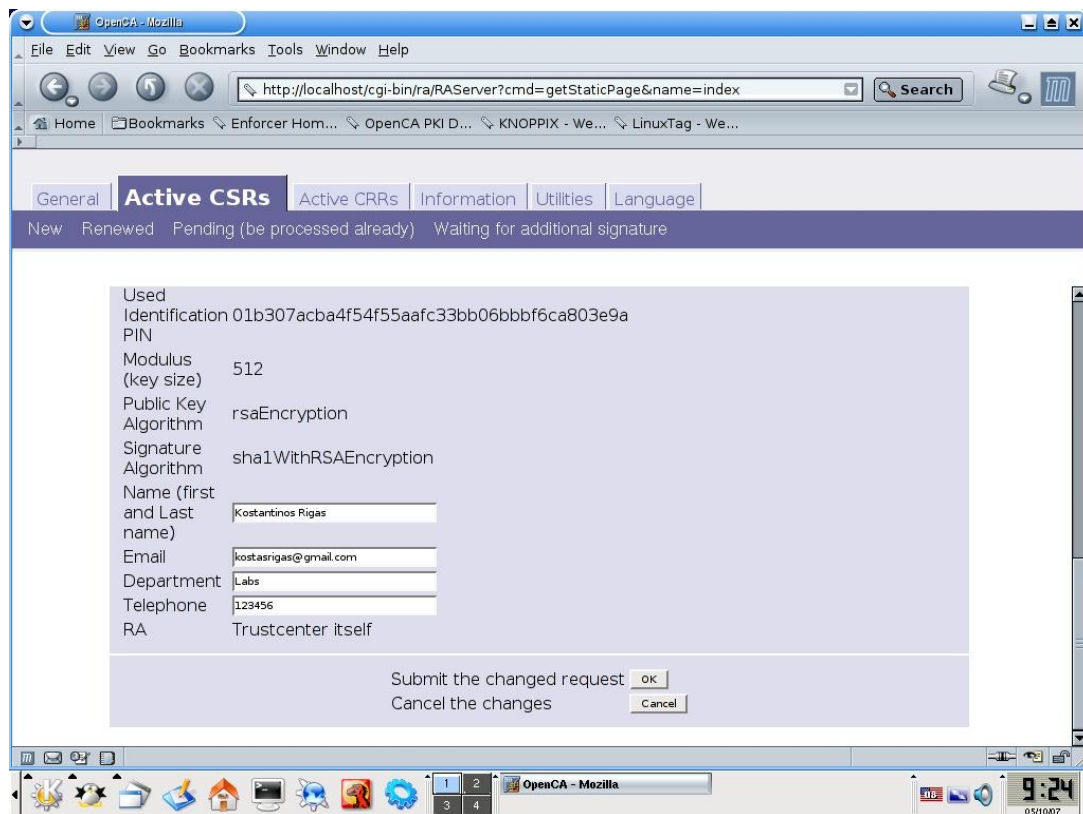 OpenCA - Mozilla
File Edit View Go Bookmarks Tools Window Help
http://localhost/cgi-bin/ra/RAServer?cmd=getStaticPage&name=index
Search
Home Bookmarks Enforcer Hom... OpenCA PKI D... KNOPPIX - We... LinuxTag - We...
General Active CSRs Active CRRs Information Utilities Language
New Renewed Pending (be processed already) Waiting for additional signature
Used
Identification 01b307acba4f54f55aafc33bb06bbbf6ca803e9a
PIN
Modulus
(key size) 512
Public Key
Algorithm rsaEncryption
Signature
Algorithm sha1WithRSAEncryption
Name (first
and Last Kostantinos Rigas
name)
Email kostasrigas@gmail.com
Department Labs
Telephone 123456
RA Trustcenter itself
Submit the changed request OK
Cancel the changes Cancel
1 2 OpenCA - Mozilla
3 4
US
9:24
05/10/07